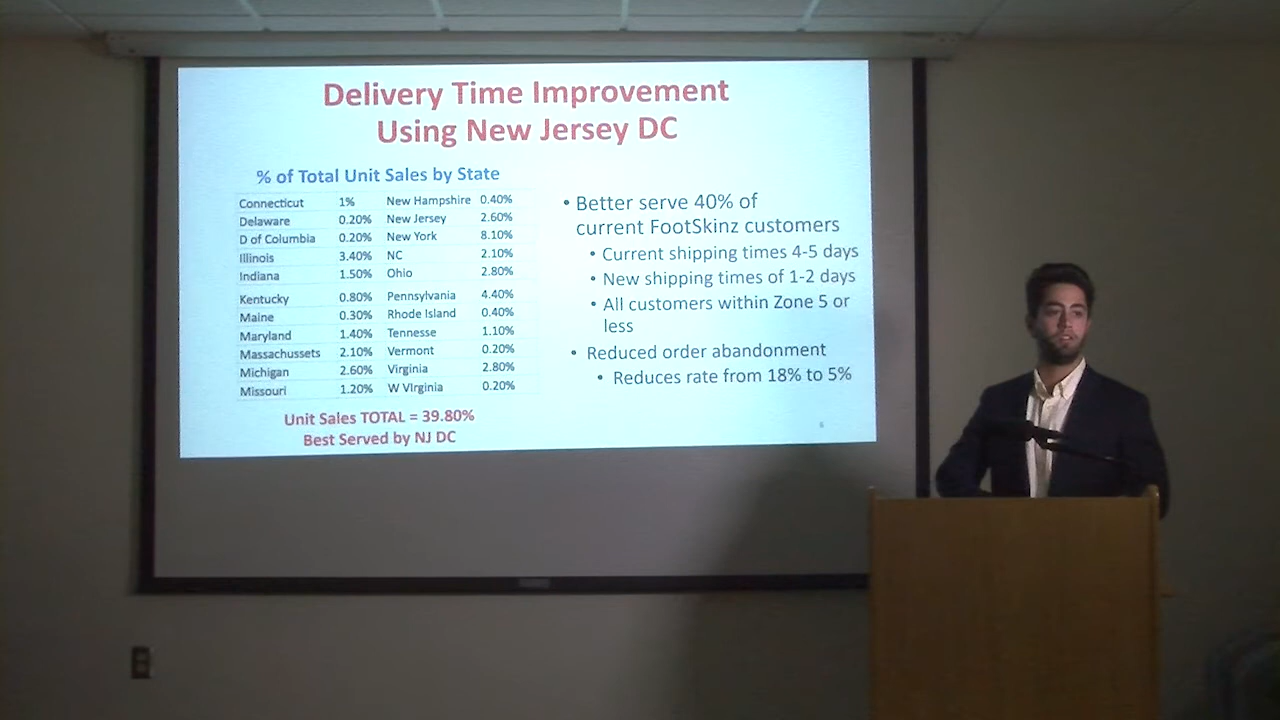 Delivery Time Improvement
Using New Jersey DC
% of Total Unit Sales by State
Connecticut 1% New Hampshire 0.40%
Delaware 0.20% New Jersey 2.60%
D of Columbia 0.20% New York 8.10%
Illinois 3.40% NC 2.10%
Indiana 1.50% Ohio 2.80%
Kentucky 0.80% Pennsylvania 4.40%
Maine 0.30% Rhode Island 0.40%
Maryland 1.40% Tennesse 1.10%
Massachussets 2.10% Vermont 0.20%
Michigan 2.60% Virginia 2.80%
Missouri 1.20% W VIrginia 0.20%
Unit Sales TOTAL = 39.80%
Best Served by NJ DC
• Better serve 40% of
current FootSkinz customers
• Current shipping times 4-5 days
• New shipping times of 1-2 days
• All customers within Zone 5 or
less
• Reduced order abandonment
• Reduces rate from 18% to 5%